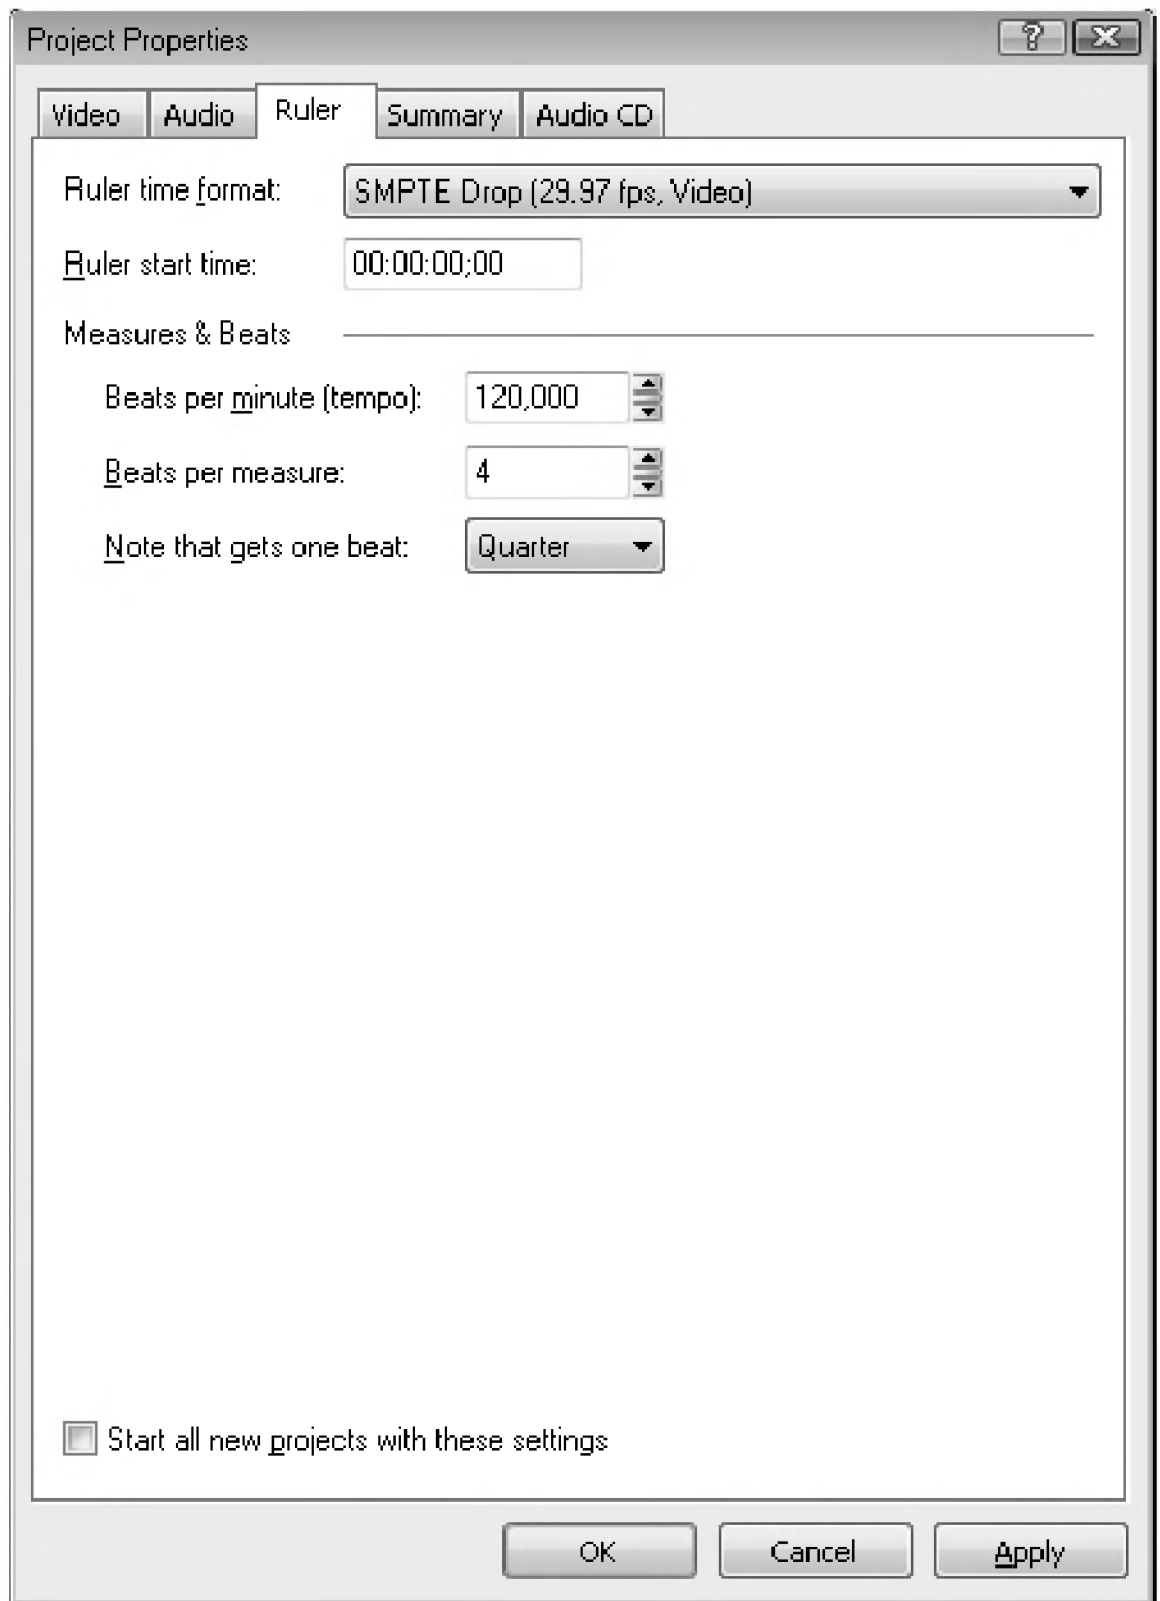 Project Properties
Video Audio Ruler Summary Audio CD
Ruler time format: SMPTE Drop (29.97 fps, Video)
Ruler start time: 00:00:00;00
Measures & Beats
Beats per minute (tempo): 120,000
Beats per measure: 4
Note that gets one beat: Quarter
Start all new projects with these settings
OK Cancel Apply